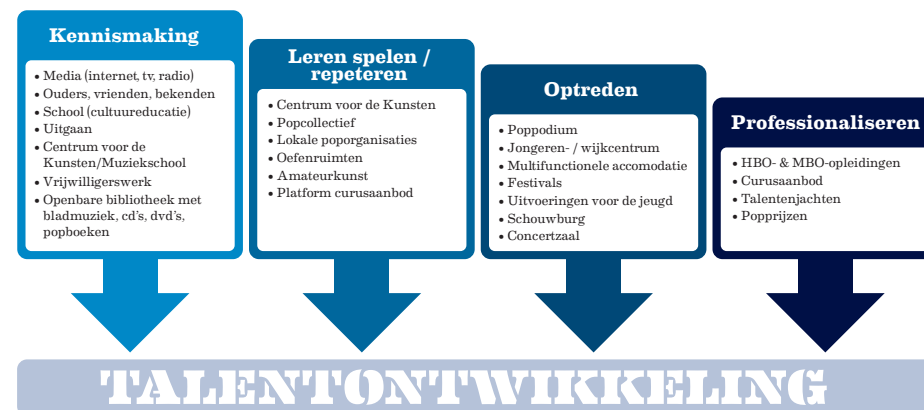 Kennismaking
• Media (internet, tv, radio)
• Ouders, vrienden, bekenden
• School (cultuureducatie)
• Uitgaan
• Centrum voor de
Kunsten/Muziekschool
• Vrijwilligerswerk
• Openbare bibliotheek met
bladmuziek, cd's, dvd's,
popboeken
Leren spelen /
repeteren
• Centrum voor de Kunsten
• Popcollectief
• Lokale poporganisaties
• Oefenruimten
• Amateurkunst
• Platform curusaanbod
Optreden
• Poppodium
• Jongeren- / wijkcentrum
• Multifunctionele accomodatie
• Festivals
• Uitvoeringen voor de jeugd
• Schouwburg
• Concertzaal
Professionaliseren
• HBO- & MBO-opleidingen
• Curusaanbod
• Talentenjachten
• Popprijzen
TALENTONTWIKKELING